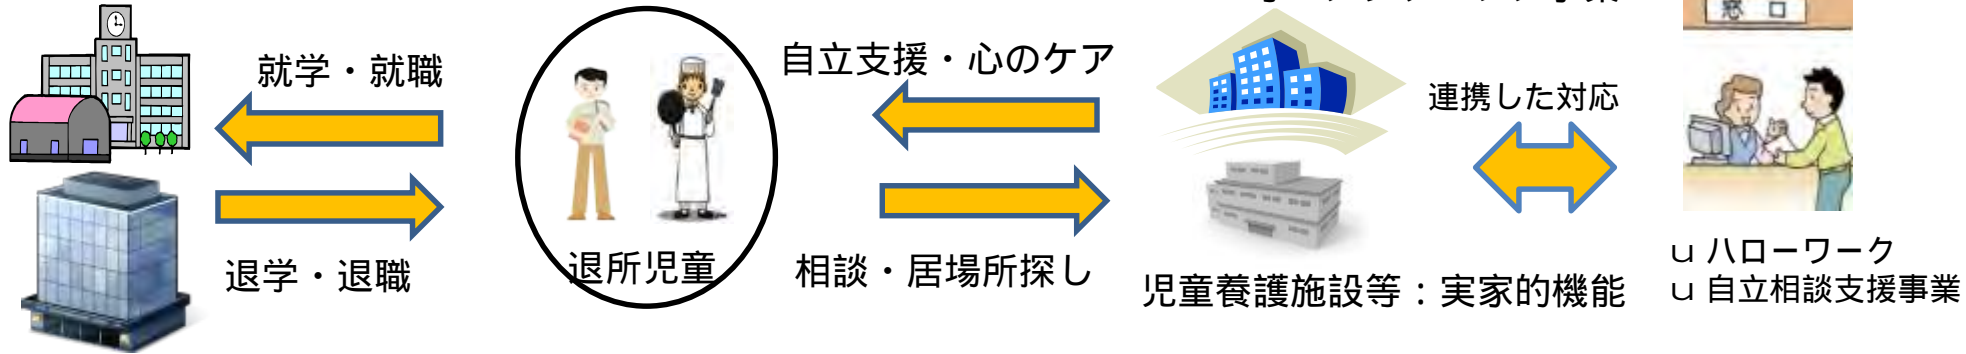 窓口
就学・就職
自立支援・心のケア
連携した対応
退学・退職
退所児童
相談・居場所探し
児童養護施設等：実家的機能
u ハローワーク
u 自立相談支援事業